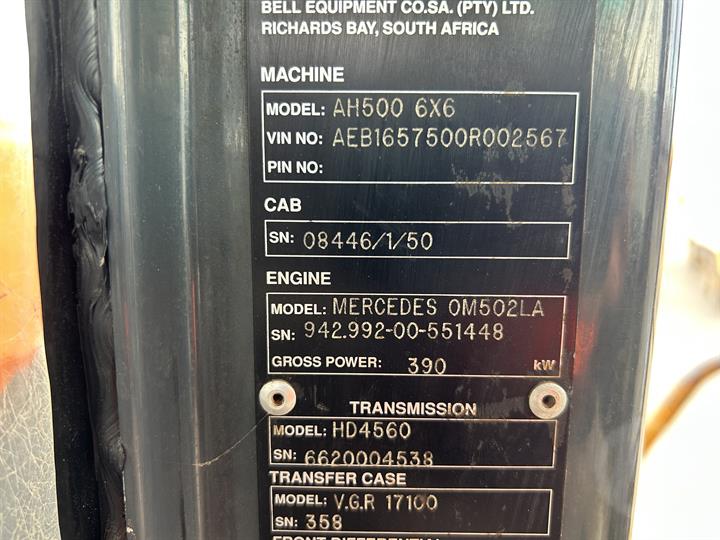 BELL EQUIPMENT CO.SA. (PTY) LTD.
RICHARDS BAY, SOUTH AFRICA
MACHINE
MODEL: AH500 6X6
VIN NO: AEB1657500R002567
PIN NO:
CAB
SN: 08446/1/50
ENGINE
MODEL: MERCEDES OM502LA
SN: 942.992-00-551448
GROSS POWER: 390 kW
TRANSMISSION
MODEL: HD4560
SN: 6620004538
TRANSFER CASE
MODEL: V.G.R 17100
SN: 358
FRONT DIFFERENTIAL